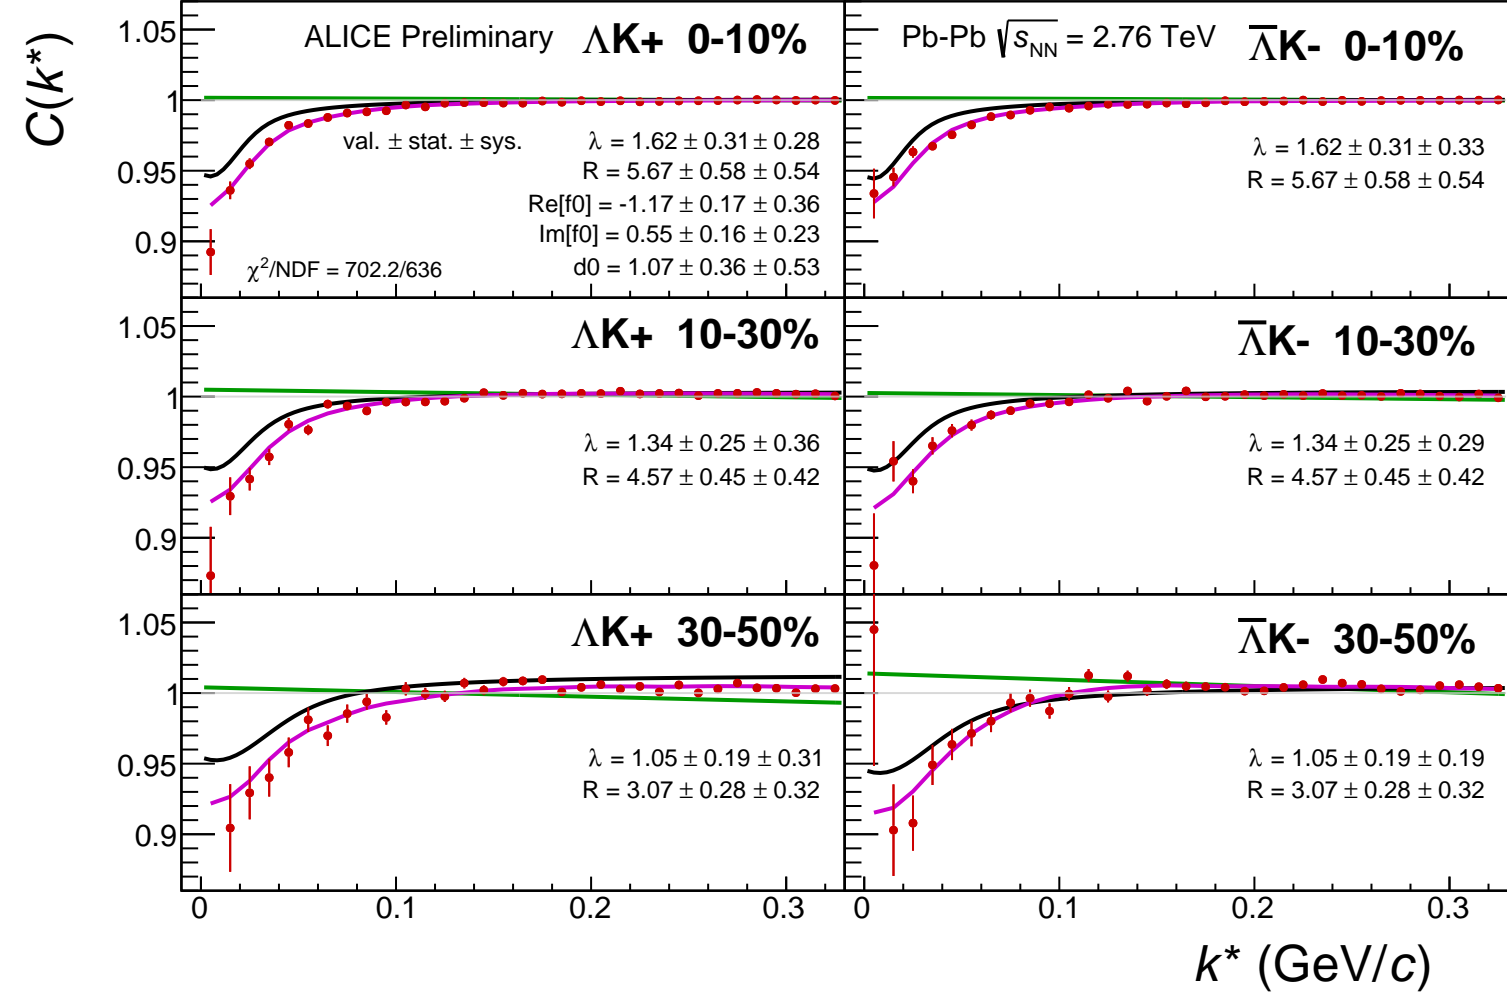 C(k*)
ALICE Preliminary ΛK+ 0-10%
val. ± stat. ± sys.
λ = 1.62 ± 0.31 ± 0.28
R = 5.67 ± 0.58 ± 0.54
Re[f0] = -1.17 ± 0.17 ± 0.36
Im[f0] = 0.55 ± 0.16 ± 0.23
d0 = 1.07 ± 0.36 ± 0.53
χ²/NDF = 702.2/636
1.05
1
0.95
0.9
Pb-Pb √sNN = 2.76 TeV Λ̅K- 0-10%
λ = 1.62 ± 0.31 ± 0.33
R = 5.67 ± 0.58 ± 0.54
ΛK+ 10-30%
λ = 1.34 ± 0.25 ± 0.36
R = 4.57 ± 0.45 ± 0.42
1.05
1
0.95
0.9
Λ̅K- 10-30%
λ = 1.34 ± 0.25 ± 0.29
R = 4.57 ± 0.45 ± 0.42
ΛK+ 30-50%
λ = 1.05 ± 0.19 ± 0.31
R = 3.07 ± 0.28 ± 0.32
1.05
1
0.95
0.9
Λ̅K- 30-50%
λ = 1.05 ± 0.19 ± 0.19
R = 3.07 ± 0.28 ± 0.32
0 0.1 0.2 0.3
0 0.1 0.2 0.3
k* (GeV/c)